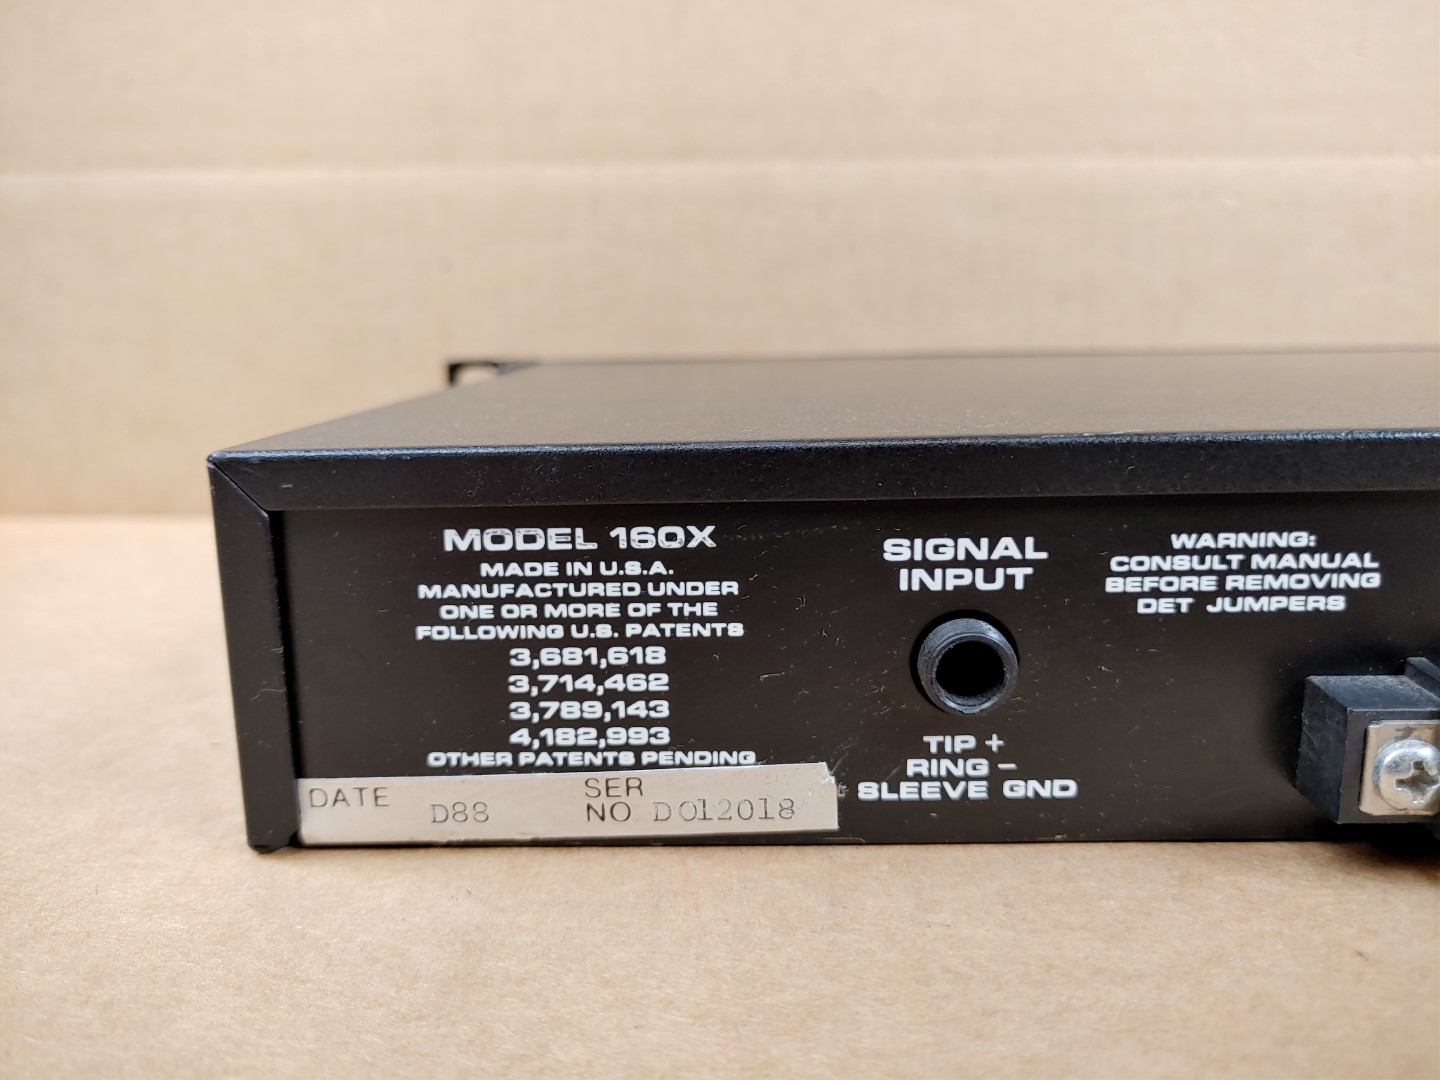 MODEL 160X
MADE IN U.S.A.
MANUFACTURED UNDER
ONE OR MORE OF THE
FOLLOWING U.S. PATENTS
3,681,618
3,714,462
3,789,143
4,182,993
OTHER PATENTS PENDING
DATE D88
SER
NO D012018
SIGNAL
INPUT
TIP +
RING –
SLEEVE GND
WARNING:
CONSULT MANUAL
BEFORE REMOVING
DET JUMPERS